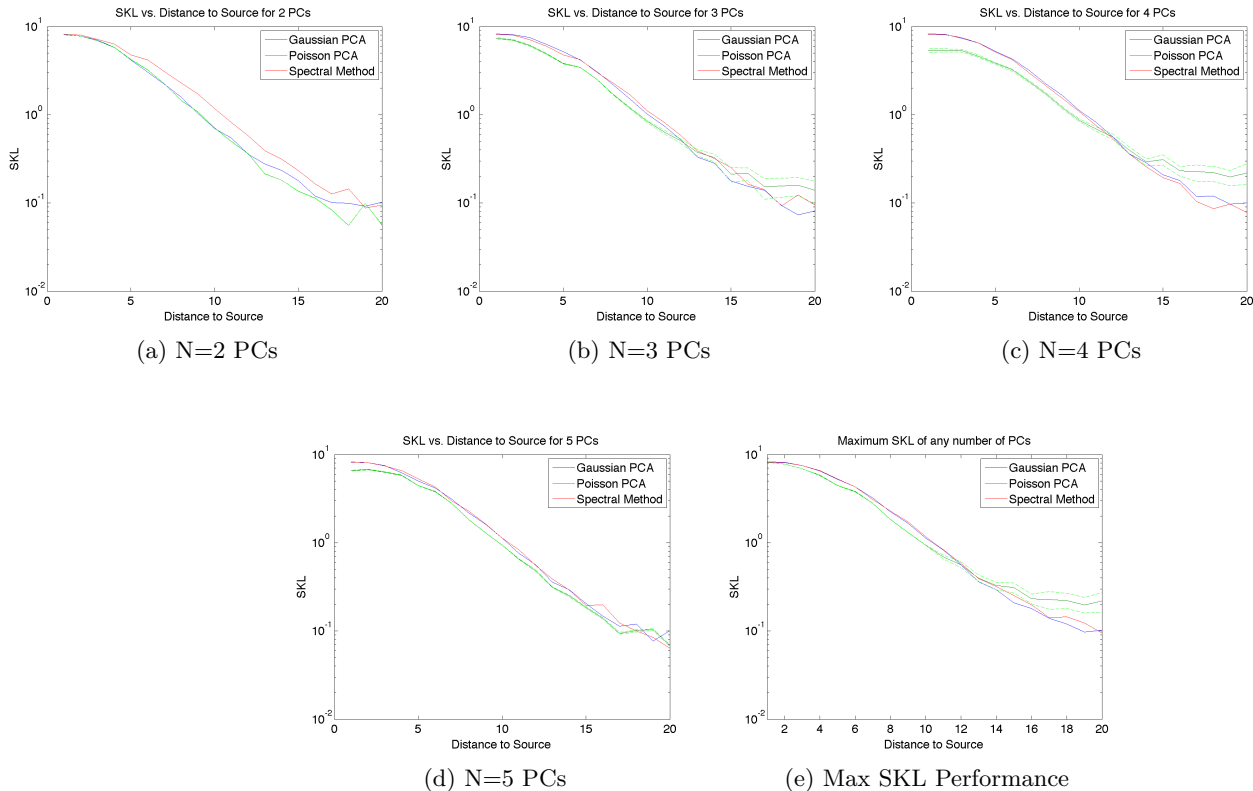 SKL vs. Distance to Source for 2 PCs
10^1
10^0
10^-1
10^-2
SKL
0 5 10 15 20
Distance to Source
Gaussian PCA
Poisson PCA
Spectral Method
(a) N=2 PCs
SKL vs. Distance to Source for 3 PCs
10^1
10^0
10^-1
10^-2
SKL
0 5 10 15 20
Distance to Source
Gaussian PCA
Poisson PCA
Spectral Method
(b) N=3 PCs
SKL vs. Distance to Source for 4 PCs
10^1
10^0
10^-1
10^-2
SKL
0 5 10 15 20
Distance to Source
Gaussian PCA
Poisson PCA
Spectral Method
(c) N=4 PCs
SKL vs. Distance to Source for 5 PCs
10^1
10^0
10^-1
10^-2
SKL
0 5 10 15 20
Distance to Source
Gaussian PCA
Poisson PCA
Spectral Method
(d) N=5 PCs
Maximum SKL of any number of PCs
10^1
10^0
10^-1
10^-2
SKL
2 4 6 8 10 12 14 16 18 20
Distance to Source
Gaussian PCA
Poisson PCA
Spectral Method
(e) Max SKL Performance